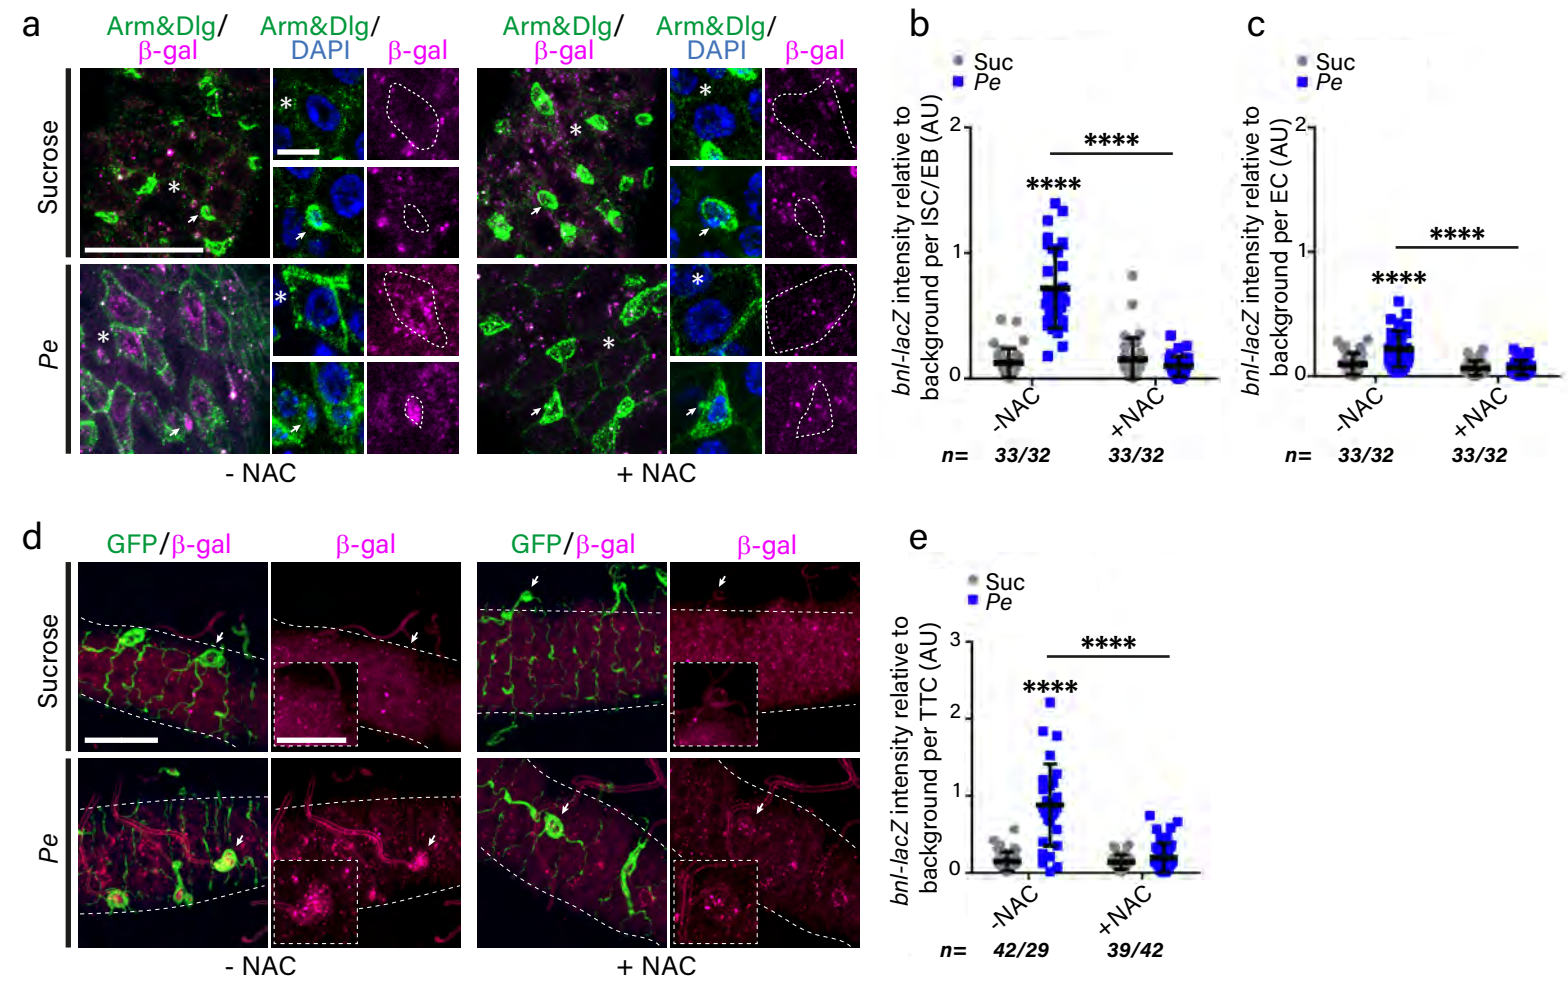 a
Arm&Dlg/
β-gal
Arm&Dlg/
DAPI
β-gal
Arm&Dlg/
β-gal
Arm&Dlg/
DAPI
β-gal
Sucrose
*
*
*
*
Pe
*
*
*
*
- NAC
+ NAC
b
Suc
Pe
bnl-lacZ intensity relative to
background per ISC/EB (AU)
2
1
0
****
****
-NAC
+NAC
n= 33/32 33/32
c
Suc
Pe
bnl-lacZ intensity relative to
background per EC (AU)
2
1
0
****
****
-NAC
+NAC
n= 33/32 33/32
d
GFP/β-gal
β-gal
GFP/β-gal
β-gal
Sucrose
Pe
- NAC
+ NAC
e
Suc
Pe
bnl-lacZ intensity relative to
background per TTC (AU)
3
2
1
0
****
****
-NAC
+NAC
n= 42/29 39/42